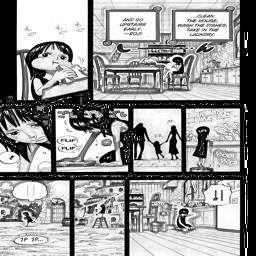 AND GO
UPSTAIRS
EARLY.
--ROJI
CLEAN
THE HOUSE,
WASH THE DISHES,
TAKE IN THE
LAUNDRY.
FLIP
FLIP
TP TP...